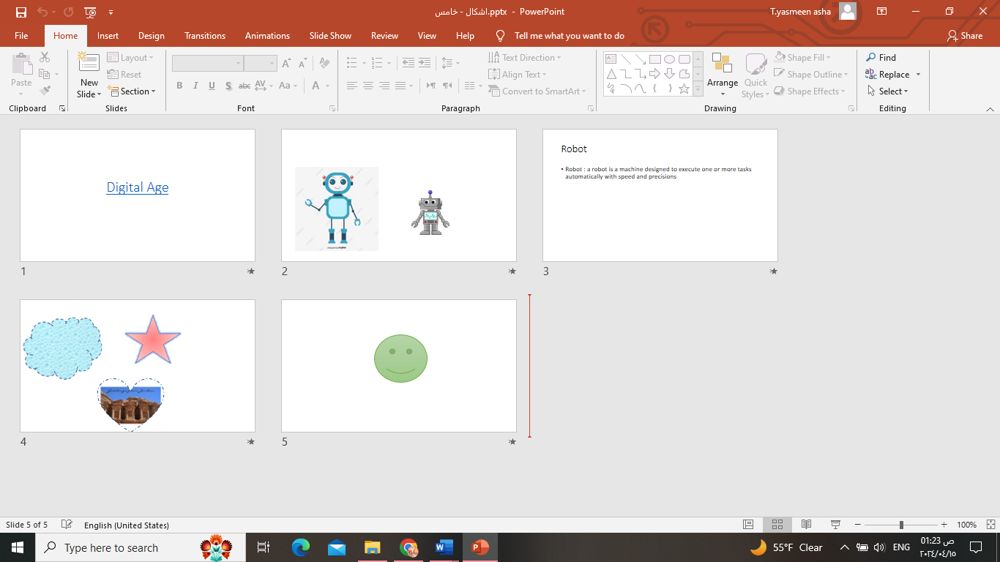 اشكال - خامس.pptx - PowerPoint
T.yasmeen asha
File Home Insert Design Transitions Animations Slide Show Review View Help Tell me what you want to do Share
Paste
Clipboard
New Slide
Layout
Reset
Section
Slides
B I U S abc AV Aa A
Font
Text Direction
Align Text
Convert to SmartArt
Paragraph
Arrange
Quick Styles
Shape Fill
Shape Outline
Shape Effects
Drawing
Find
Replace
Select
Editing
Digital Age
1
2
Robot
• Robot : a robot is a machine designed to execute one or more tasks
automatically with speed and precisions
3
4
5
Slide 5 of 5 English (United States) 100%
Type here to search
55°F Clear
ENG
01:23 ص
٢٠٢٤/٠٤/١٥